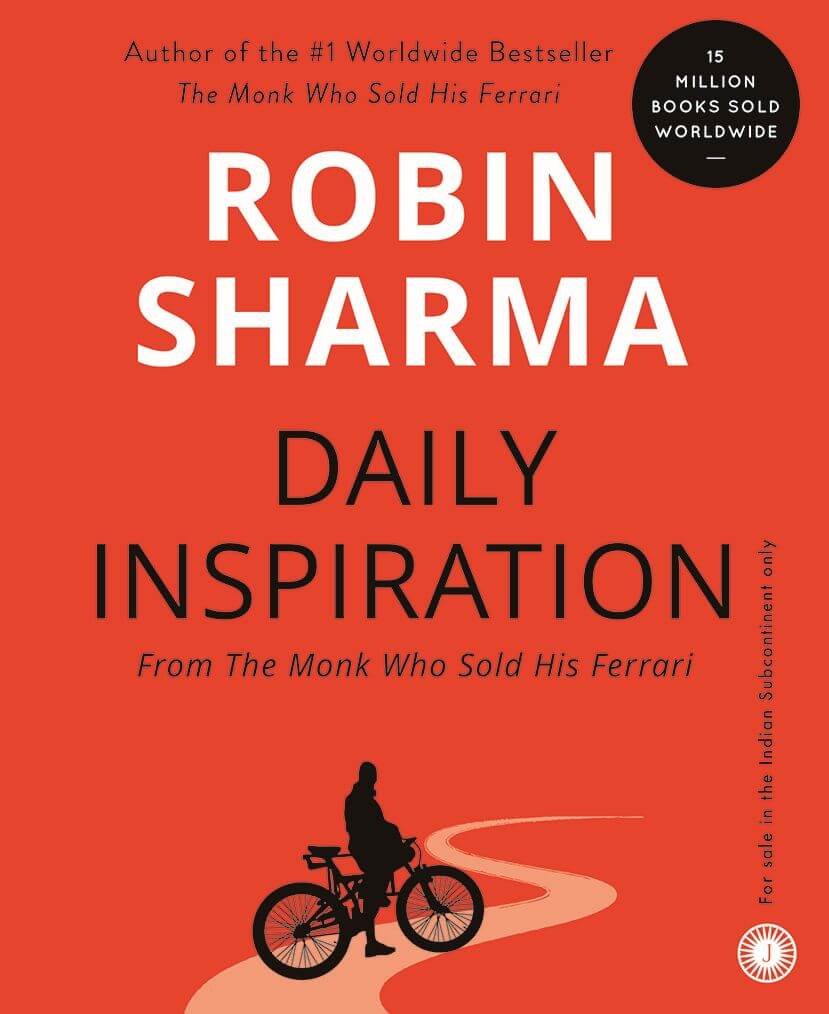 Author of the #1 Worldwide Bestseller
The Monk Who Sold His Ferrari
15
MILLION
BOOKS SOLD
WORLDWIDE
ROBIN
SHARMA
DAILY
INSPIRATION
From The Monk Who Sold His Ferrari
For sale in the Indian Subcontinent only
J